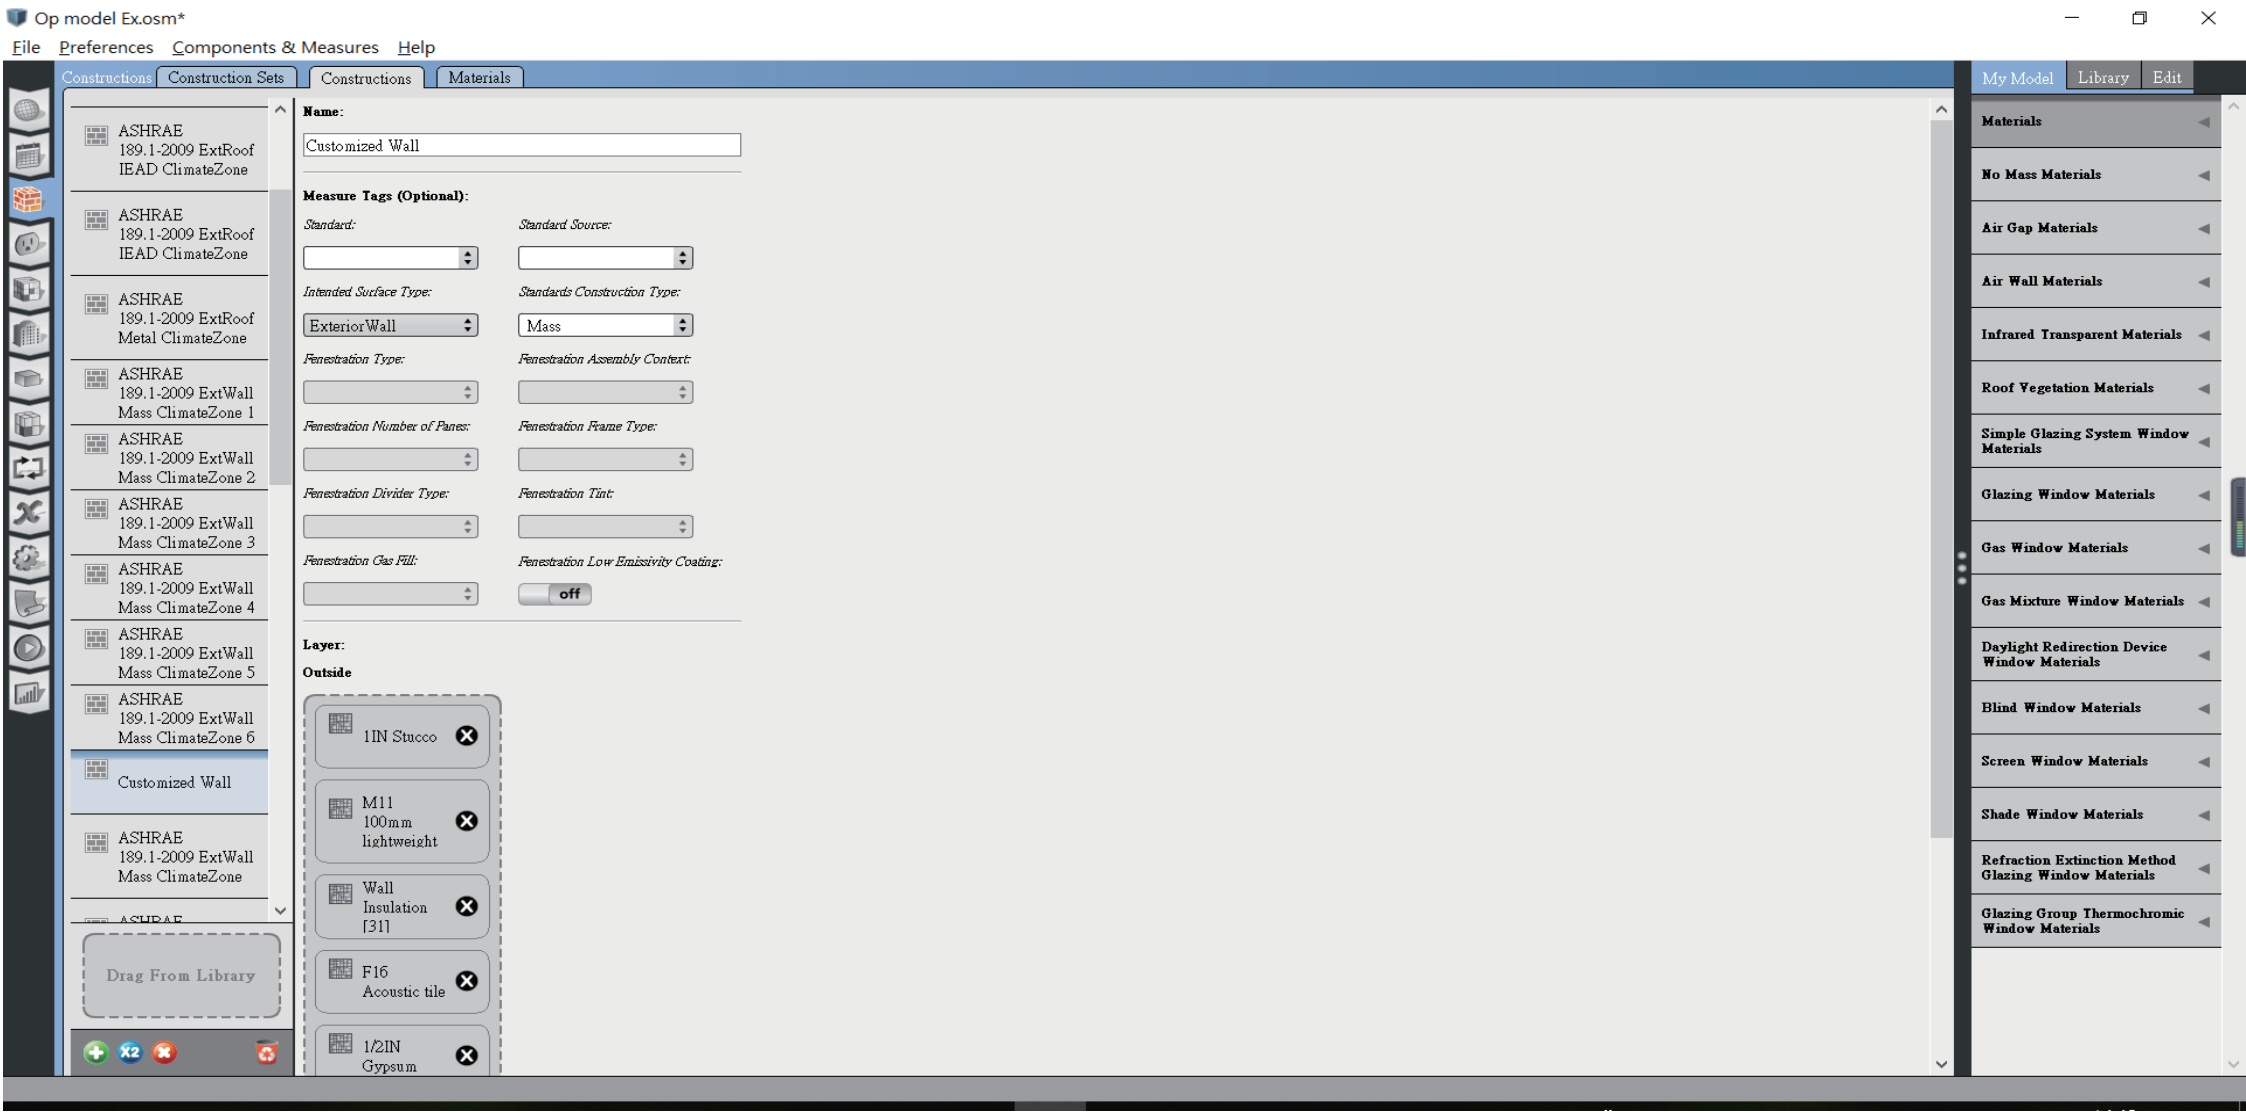 Op model Ex.osm*
File Preferences Components & Measures Help
Constructions Construction Sets Constructions Materials
My Model Library Edit
ASHRAE
189.1-2009 ExtRoof
IEAD ClimateZone
ASHRAE
189.1-2009 ExtRoof
IEAD ClimateZone
ASHRAE
189.1-2009 ExtRoof
Metal ClimateZone
ASHRAE
189.1-2009 ExtWall
Mass ClimateZone 1
ASHRAE
189.1-2009 ExtWall
Mass ClimateZone 2
ASHRAE
189.1-2009 ExtWall
Mass ClimateZone 3
ASHRAE
189.1-2009 ExtWall
Mass ClimateZone 4
ASHRAE
189.1-2009 ExtWall
Mass ClimateZone 5
ASHRAE
189.1-2009 ExtWall
Mass ClimateZone 6
Customized Wall
ASHRAE
189.1-2009 ExtWall
Mass ClimateZone
ASHRAE
Drag From Library
X2
Name:
Customized Wall
Measure Tags (Optional):
Standard: Standard Source:
Intended Surface Type: Standards Construction Type:
ExteriorWall Mass
Fenestration Type: Fenestration Assembly Context:
Fenestration Number of Panes: Fenestration Frame Type:
Fenestration Divider Type: Fenestration Tint:
Fenestration Gas Fill: Fenestration Low Emissivity Coating:
off
Layer:
Outside
1IN Stucco
M11
100mm
lightweight
Wall
Insulation
[31]
F16
Acoustic tile
1/2IN
Gypsum
Materials
No Mass Materials
Air Gap Materials
Air Wall Materials
Infrared Transparent Materials
Roof Vegetation Materials
Simple Glazing System Window
Materials
Glazing Window Materials
Gas Window Materials
Gas Mixture Window Materials
Daylight Redirection Device
Window Materials
Blind Window Materials
Screen Window Materials
Shade Window Materials
Refraction Extinction Method
Glazing Window Materials
Glazing Group Thermochromic
Window Materials